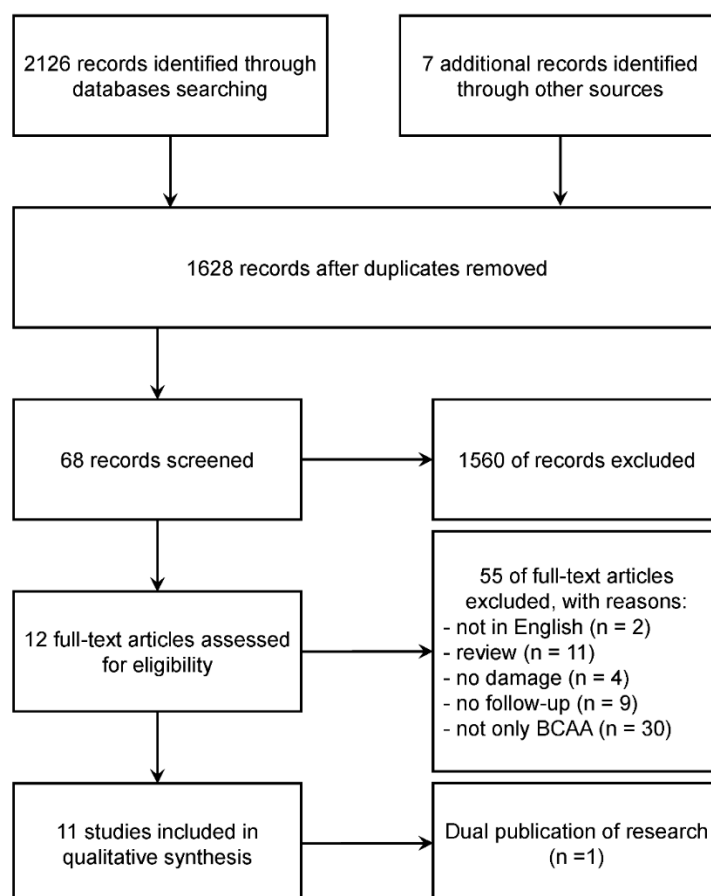 2126 records identified through
databases searching
7 additional records identified
through other sources
1628 records after duplicates removed
68 records screened
1560 of records excluded
12 full-text articles assessed
for eligibility
55 of full-text articles
excluded, with reasons:
- not in English (n = 2)
- review (n = 11)
- no damage (n = 4)
- no follow-up (n = 9)
- not only BCAA (n = 30)
11 studies included in
qualitative synthesis
Dual publication of research
(n =1)